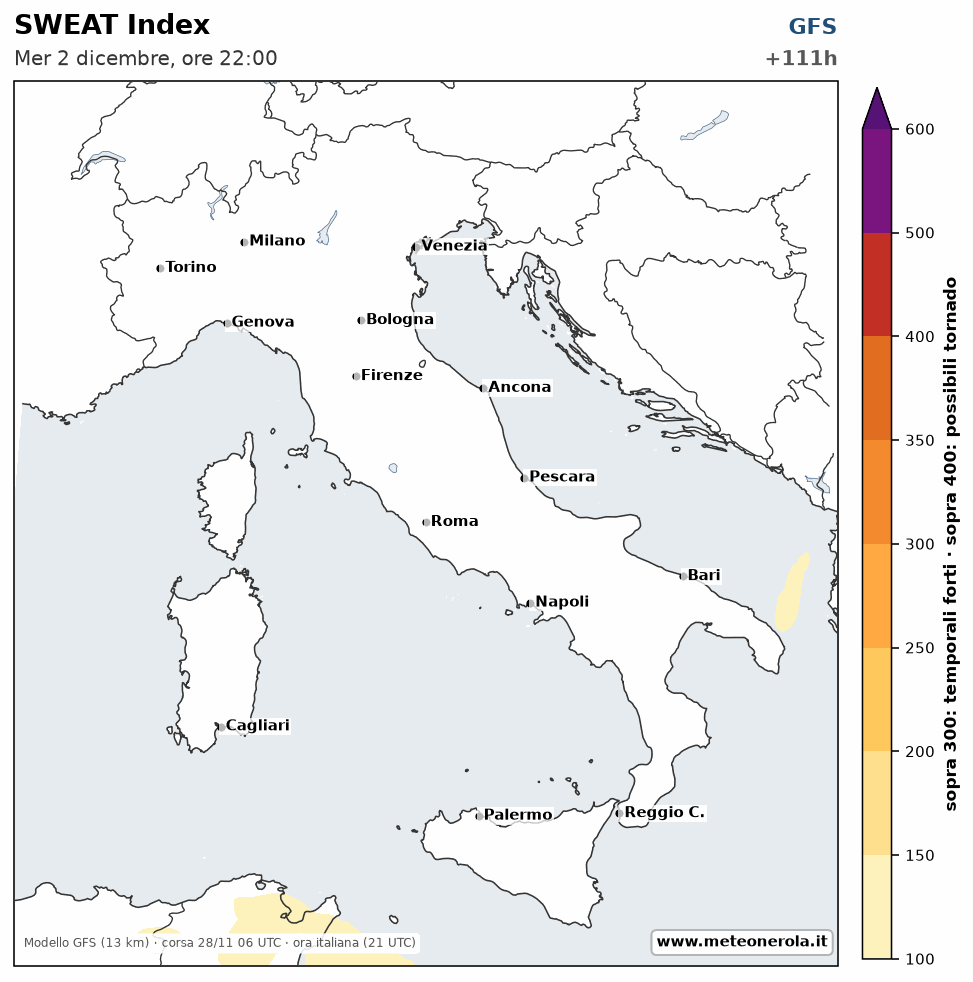 SWEAT Index
GFS
Mer 2 dicembre, ore 22:00
+111h
600
500
400
350
300
250
200
150
100
sopra 300: temporali forti · sopra 400: possibili tornado
Milano
Venezia
Torino
Genova
Bologna
Firenze
Ancona
Pescara
Roma
Bari
Napoli
Cagliari
Palermo
Reggio C.
Modello GFS (13 km) · corsa 28/11 06 UTC · ora italiana (21 UTC)
www.meteonerola.it